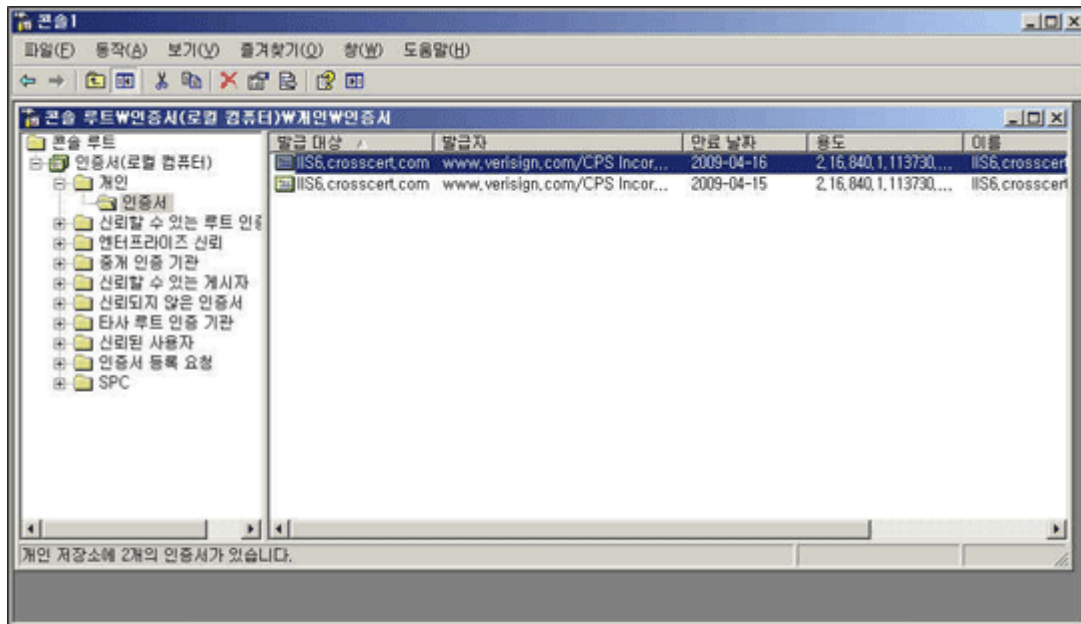 콘솔1
파일(F) 동작(A) 보기(V) 즐겨찾기(O) 창(W) 도움말(H)
콘솔 루트₩인증서(로컬 컴퓨터)₩개인₩인증서
콘솔 루트
인증서(로컬 컴퓨터)
개인
인증서
신뢰할 수 있는 루트 인증
엔터프라이즈 신뢰
중개 인증 기관
신뢰할 수 있는 게시자
신뢰되지 않은 인증서
타사 루트 인증 기관
신뢰된 사용자
인증서 등록 요청
SPC
발급 대상 발급자 만료 날짜 용도 이름
IIS6.crosscert.com www.verisign.com/CPS Incor... 2009-04-16 2.16.840.1.113730.... IIS6.crosscert
IIS6.crosscert.com www.verisign.com/CPS Incor... 2009-04-15 2.16.840.1.113730.... IIS6.crosscert
개인 저장소에 2개의 인증서가 있습니다.